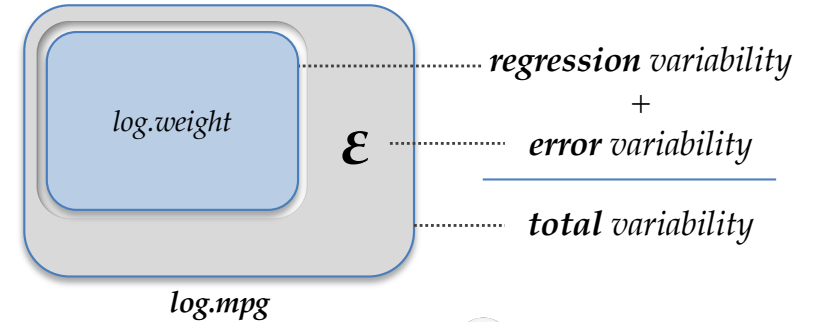 log.weight
ε
log.mpg
regression variability
+
error variability
total variability